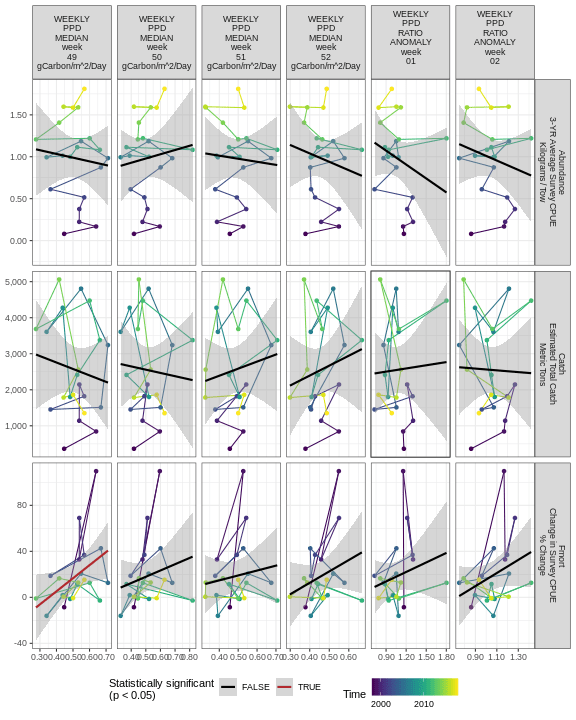 WEEKLY
PPD
MEDIAN
week
49
gCarbon/m^2/Day
WEEKLY
PPD
MEDIAN
week
50
gCarbon/m^2/Day
WEEKLY
PPD
MEDIAN
week
51
gCarbon/m^2/Day
WEEKLY
PPD
MEDIAN
week
52
gCarbon/m^2/Day
WEEKLY
PPD
RATIO
ANOMALY
week
01
WEEKLY
PPD
RATIO
ANOMALY
week
02
1.50
1.00
0.50
0.00
Abundance
3-YR Average Survey CPUE
Kilograms / Tow
5,000
4,000
3,000
2,000
1,000
Catch
Estimated Total Catch
Metric Tons
80
40
0
-40
Fmort
Change in Survey CPUE
% Change
0.30 0.40 0.50 0.60 0.70
0.40 0.50 0.60 0.70 0.80
0.40 0.50 0.60 0.70
0.30 0.40 0.50 0.60
0.90 1.20 1.50 1.80
0.90 1.10 1.30
Statistically significant
(p < 0.05)
FALSE
TRUE
Time
2000 2010